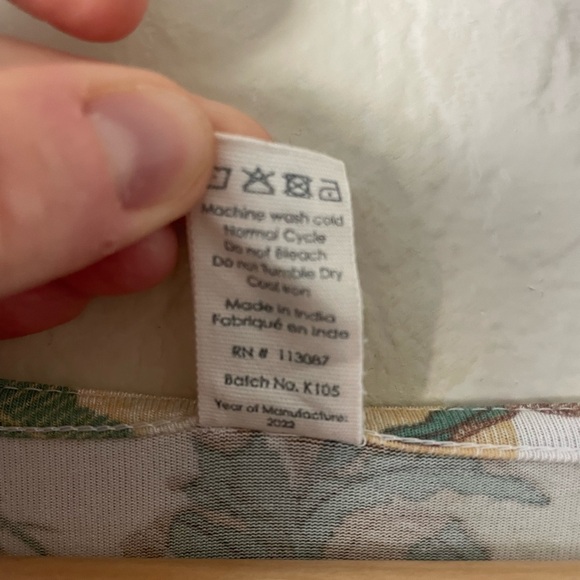 Machine wash cold
Normal Cycle
Do not Bleach
Do not Tumble Dry
Cool Iron
Made in India
Fabriqué en Inde
RN # 113087
Batch No. K105
Year of Manufacture:
2022